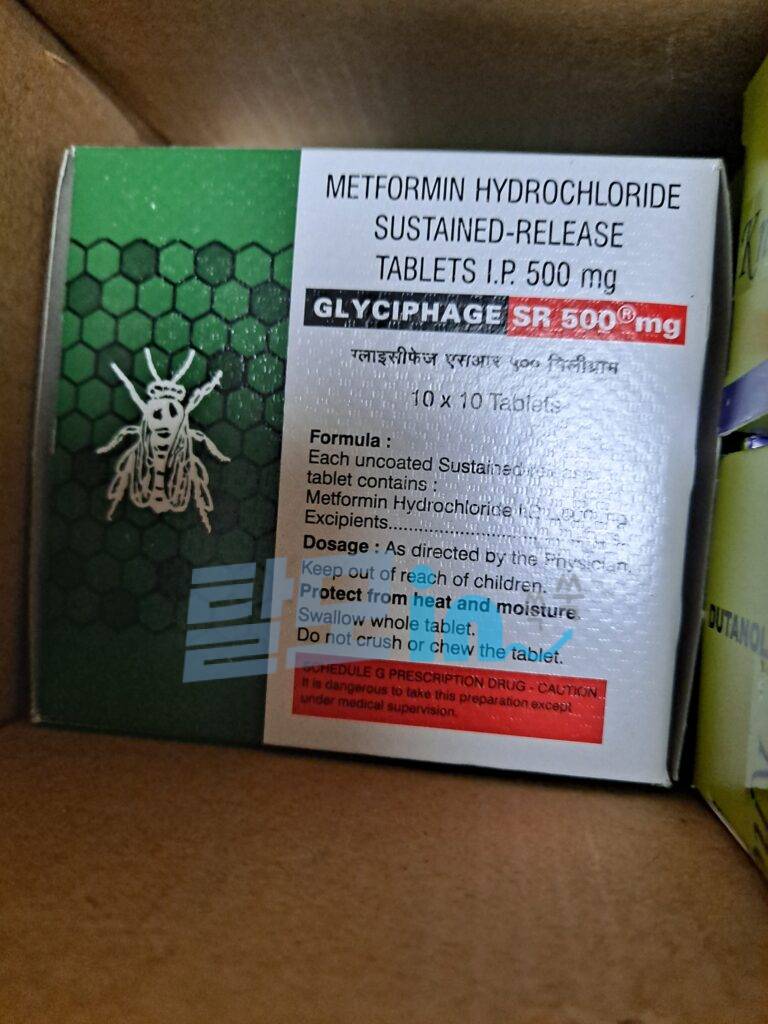 METFORMIN HYDROCHLORIDE
SUSTAINED-RELEASE
TABLETS I.P. 500 mg
GLYCIPHAGE SR 500® mg
ग्लाइसीफेज एसआर ५०० मिलीग्राम
10 x 10 Tablets
Formula :
Each uncoated Sustained
tablet contains :
Metformin Hydrochloride
Excipients
Dosage : As directed by the Physician.
Keep out of reach of children.
Protect from heat and moisture.
Swallow whole tablet.
Do not crush or chew the tablet.
SCHEDULE G PRESCRIPTION DRUG - CAUTION
It is dangerous to take this preparation except
under medical supervision.
in
DUTANOL